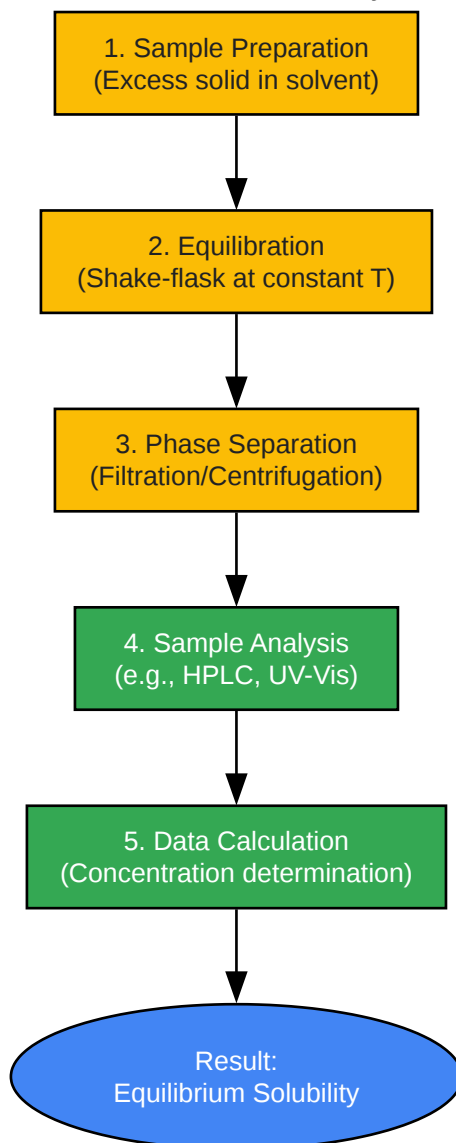 1. Sample Preparation
(Excess solid in solvent)
2. Equilibration
(Shake-flask at constant T)
3. Phase Separation
(Filtration/Centrifugation)
4. Sample Analysis
(e.g., HPLC, UV-Vis)
5. Data Calculation
(Concentration determination)
Result:
Equilibrium Solubility